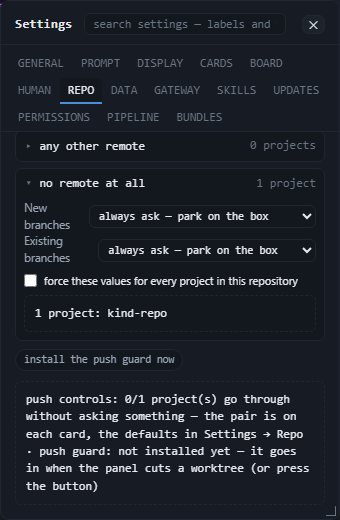 Settings
search settings — labels and
×
GENERAL PROMPT DISPLAY CARDS BOARD
HUMAN REPO DATA GATEWAY SKILLS UPDATES
PERMISSIONS PIPELINE BUNDLES
▸ any other remote 0 projects
▾ no remote at all 1 project
New
branches
always ask — park on the box
Existing
branches
always ask — park on the box
force these values for every project in this repository
1 project: kind-repo
install the push guard now
push controls: 0/1 project(s) go through
without asking something — the pair is on
each card, the defaults in Settings → Repo
· push guard: not installed yet — it goes
in when the panel cuts a worktree (or press
the button)